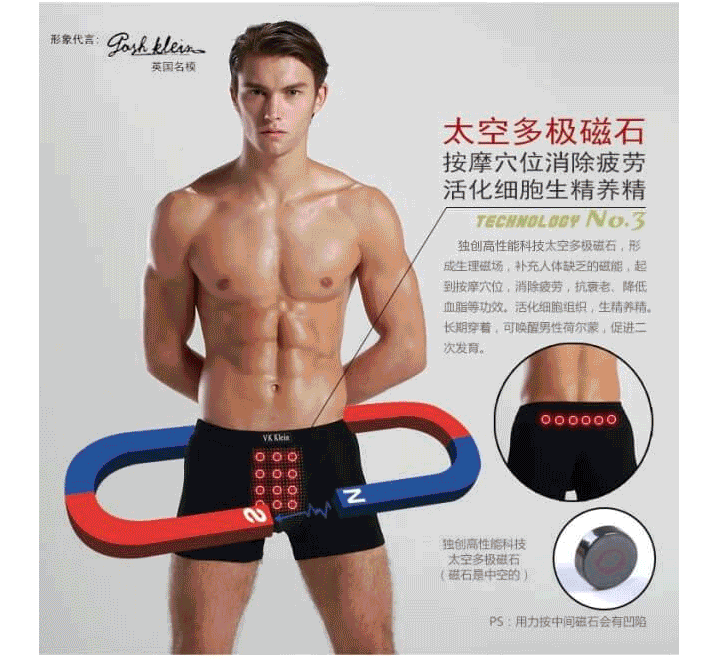 形象代言：Posh Klein
英国名模
太空多极磁石
按摩穴位消除疲劳
活化细胞生精养精
TECHNOLOGY No.3
独创高性能科技太空多极磁石，形
成生理磁场，补充人体缺乏的磁能，起
到按摩穴位，消除疲劳，抗衰老、降低
血脂等功效。活化细胞组织，生精养精。
长期穿着，可唤醒男性荷尔蒙，促进二
次发育。
VK Klein
S
N
独创高性能科技
太空多极磁石
（磁石是中空的）
PS：用力按中间磁石会有凹陷